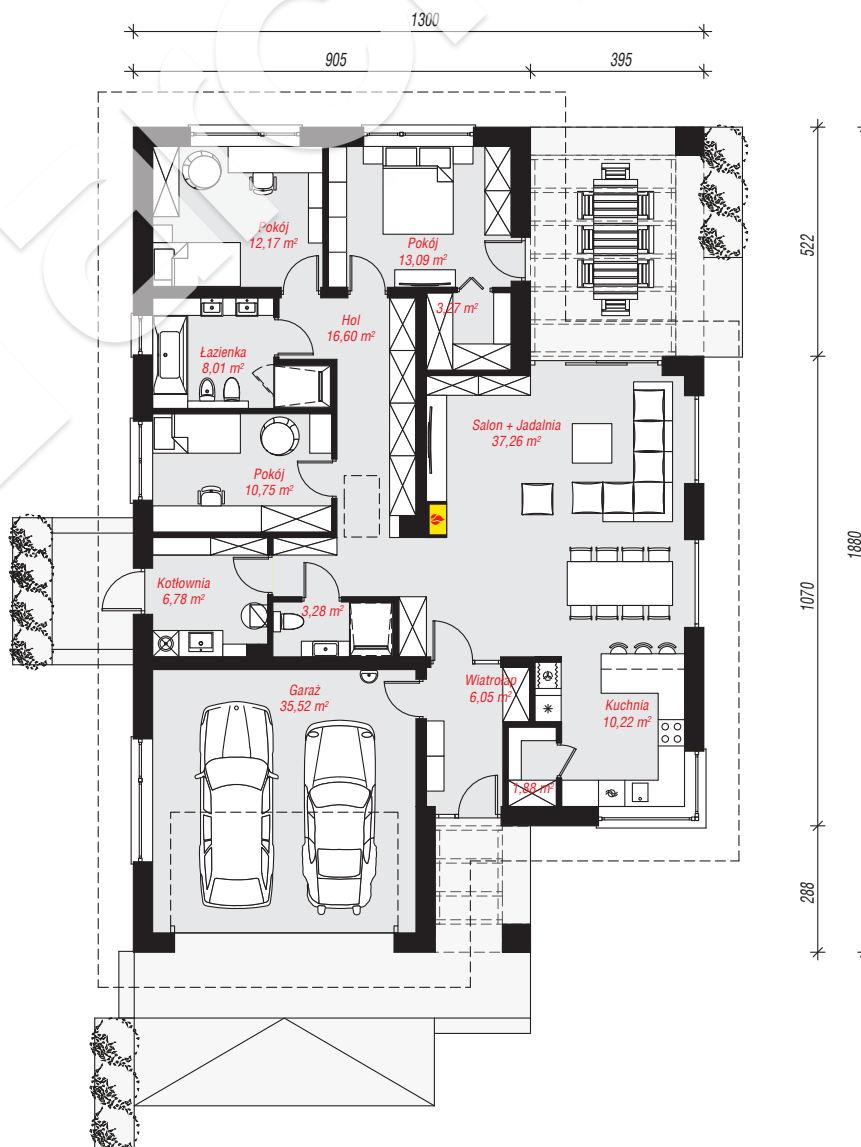 1300
905
395
Pokój
12,17 m²
Pokój
13,09 m²
522
3,27 m²
Hol
16,60 m²
Łazienka
8,01 m²
Salon + Jadalnia
37,26 m²
Pokój
10,75 m²
1880
Kotłownia
6,78 m²
1070
3,28 m²
Wiatrołap
6,05 m²
Garaż
35,52 m²
Kuchnia
10,22 m²
1,88 m²
288